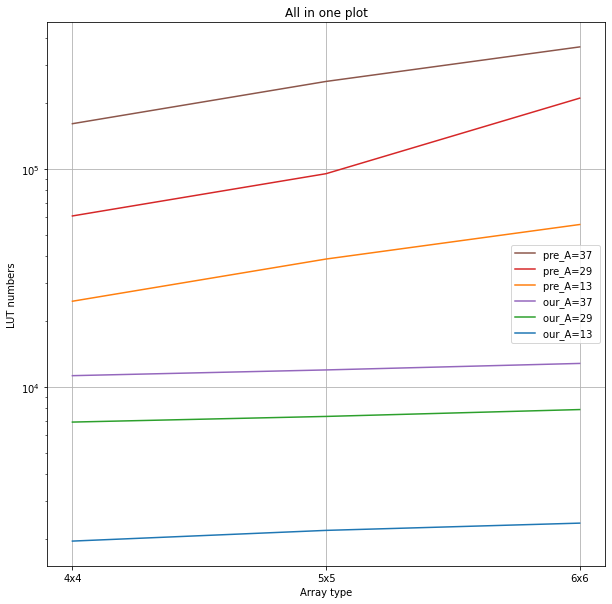 All in one plot
LUT numbers
10^5
10^4
pre_A=37
pre_A=29
pre_A=13
our_A=37
our_A=29
our_A=13
4x4 5x5 6x6
Array type